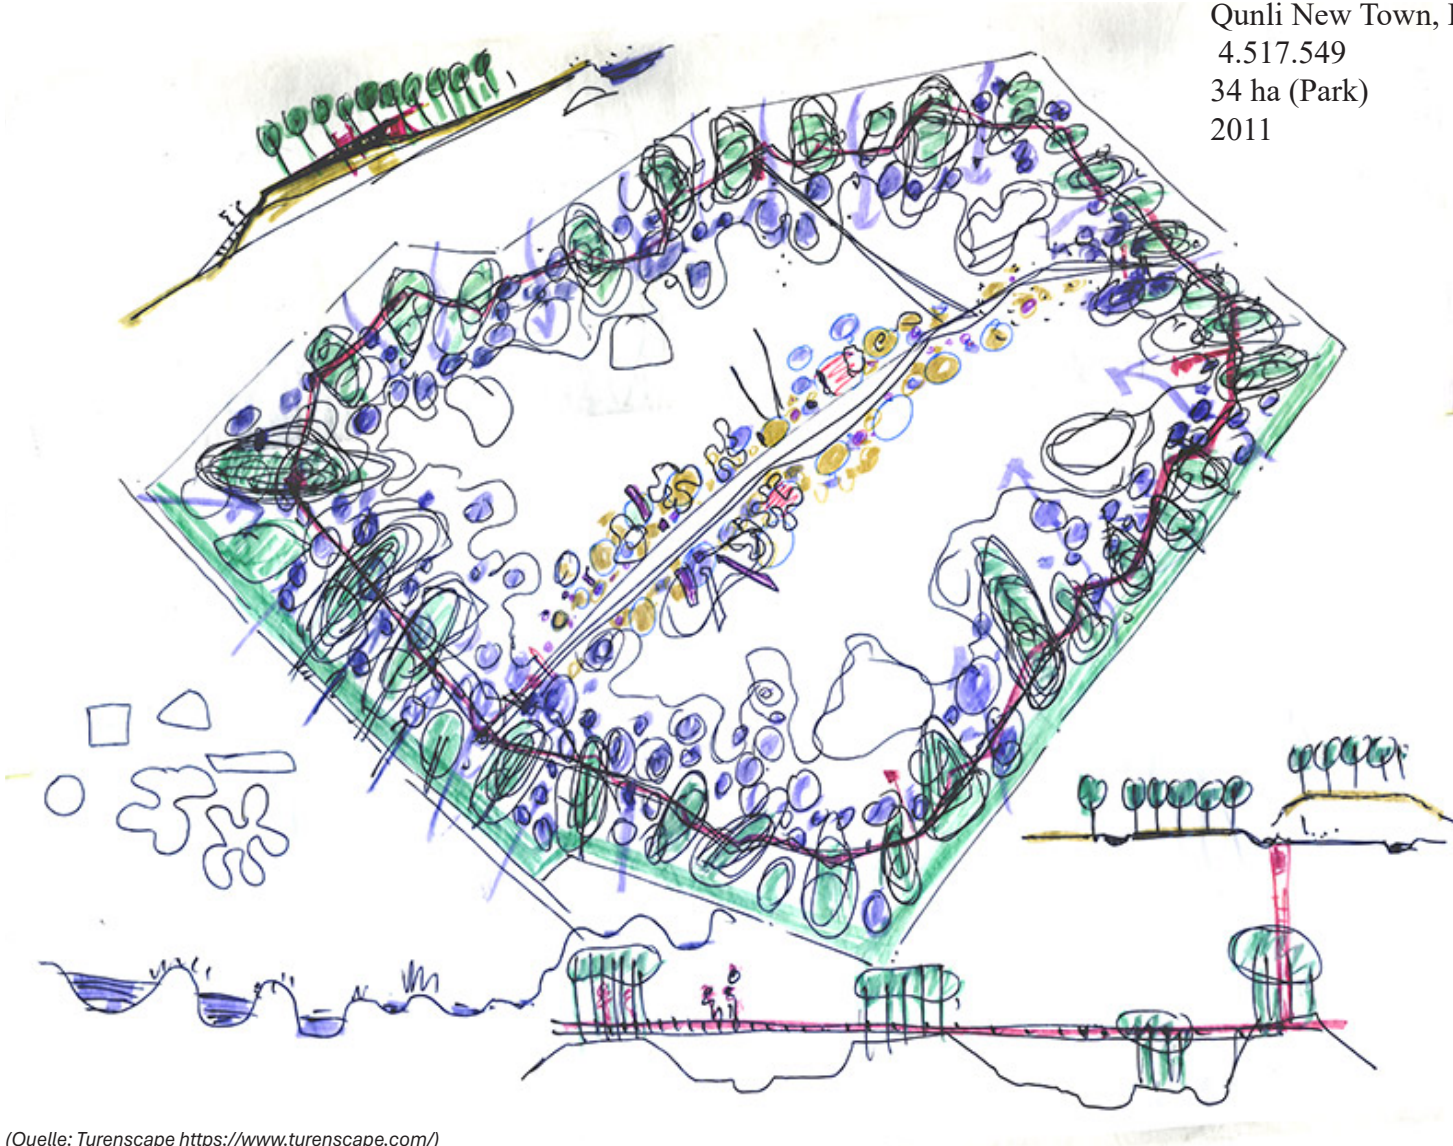 Qunli New Town,
4.517.549
34 ha (Park)
2011
(Quelle: Turenscape https://www.turenscape.com/)